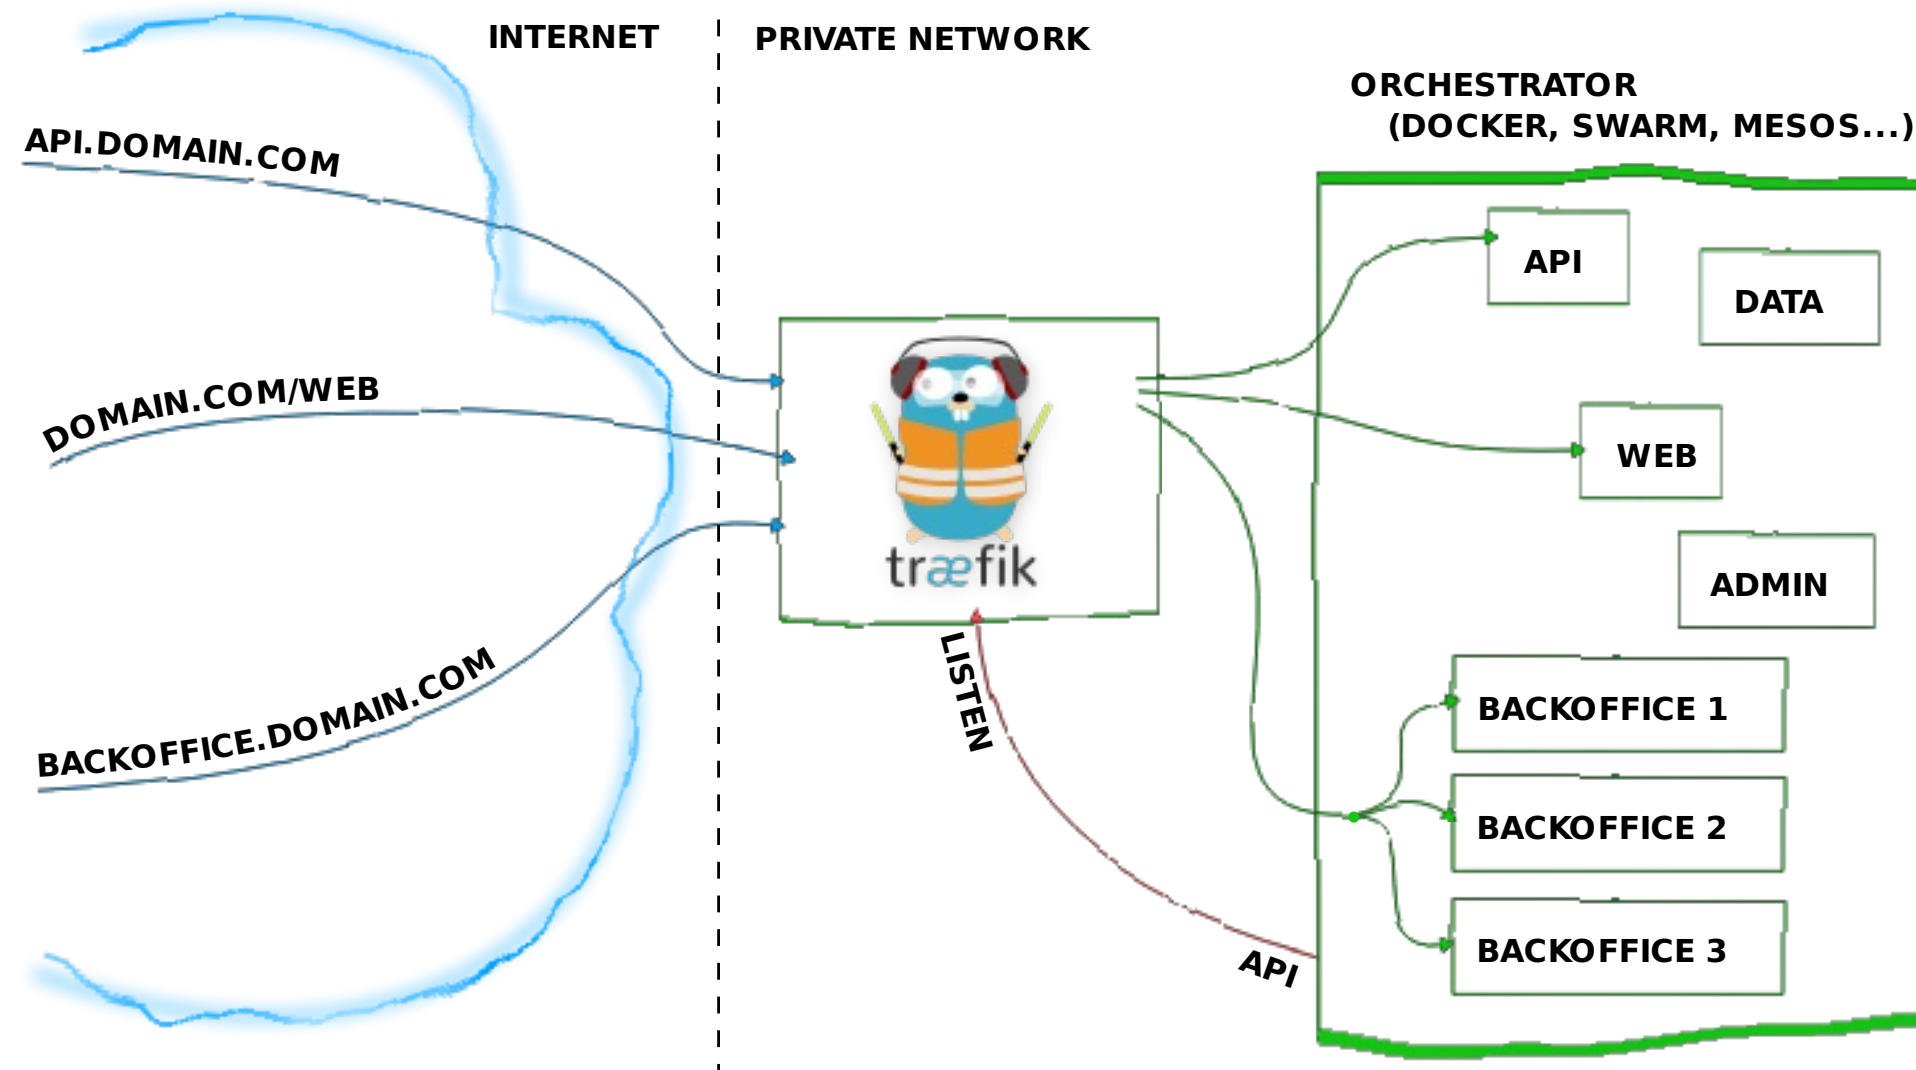 INTERNET
PRIVATE NETWORK
ORCHESTRATOR
(DOCKER, SWARM, MESOS...)
API.DOMAIN.COM
DOMAIN.COM/WEB
BACKOFFICE.DOMAIN.COM
træfik
LISTEN
API
API
DATA
WEB
ADMIN
BACKOFFICE 1
BACKOFFICE 2
BACKOFFICE 3